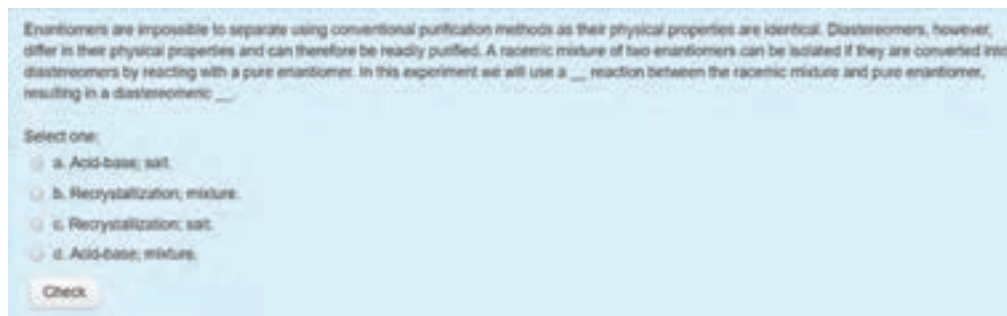 Enantiomers are impossible to separate using conventional purification methods as their physical properties are identical. Diastereomers, however,
differ in their physical properties and can therefore be readily purified. A racemic mixture of two enantiomers can be isolated if they are converted into
diastereomers by reacting with a pure enantiomer. In this experiment we will use a __ reaction between the racemic mixture and pure enantiomer,
resulting in a diastereomeric __.
Select one:
a. Acid-base; salt.
b. Recrystallization; mixture.
c. Recrystallization; salt.
d. Acid-base; mixture.
Check